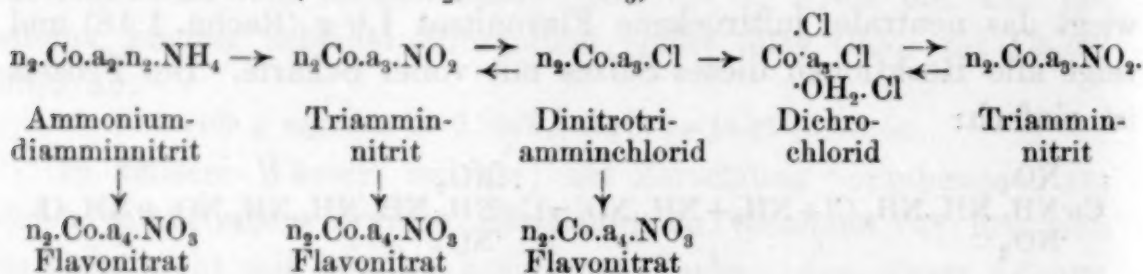 .Cl
n₂.Co.a₂.n₂.NH₄ → n₂Co.a₃.NO₂ ⇄ n₂.Co.a₃.Cl → Co·a₃.Cl ⇄ n₂.Co.a₃.NO₂.
·OH₂.Cl
Ammonium- Triammin- Dinitrotri- Dichro- Triammin-
diamminnitrit nitrit amminchlorid chlorid nitrit
↓ ↓ ↓
n₂.Co.a₄.NO₃ n₂.Co.a₄.NO₃ n₂.Co.a₄.NO₃
Flavonitrat Flavonitrat Flavonitrat